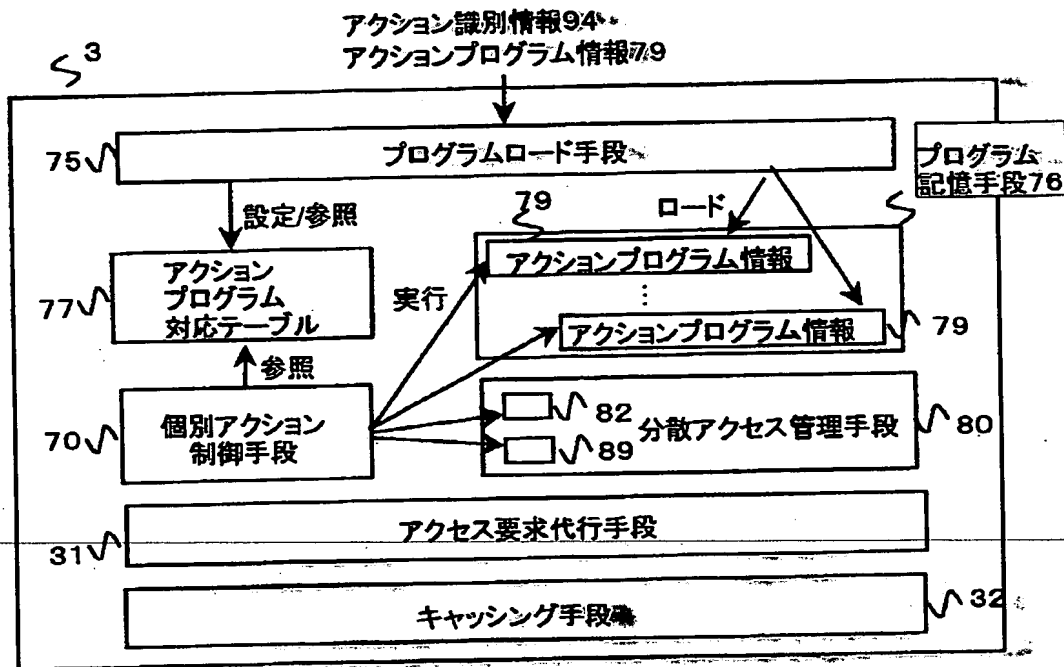 アクション識別情報94
アクションプログラム情報79
3
75
プログラムロード手段
プログラム
記憶手段76
設定/参照
79
ロード
77
アクション
プログラム
対応テーブル
実行
アクションプログラム情報
⋮
アクションプログラム情報
79
参照
70
個別アクション
制御手段
82
89
分散アクセス管理手段
80
31
アクセス要求代行手段
キャッシング手段
32